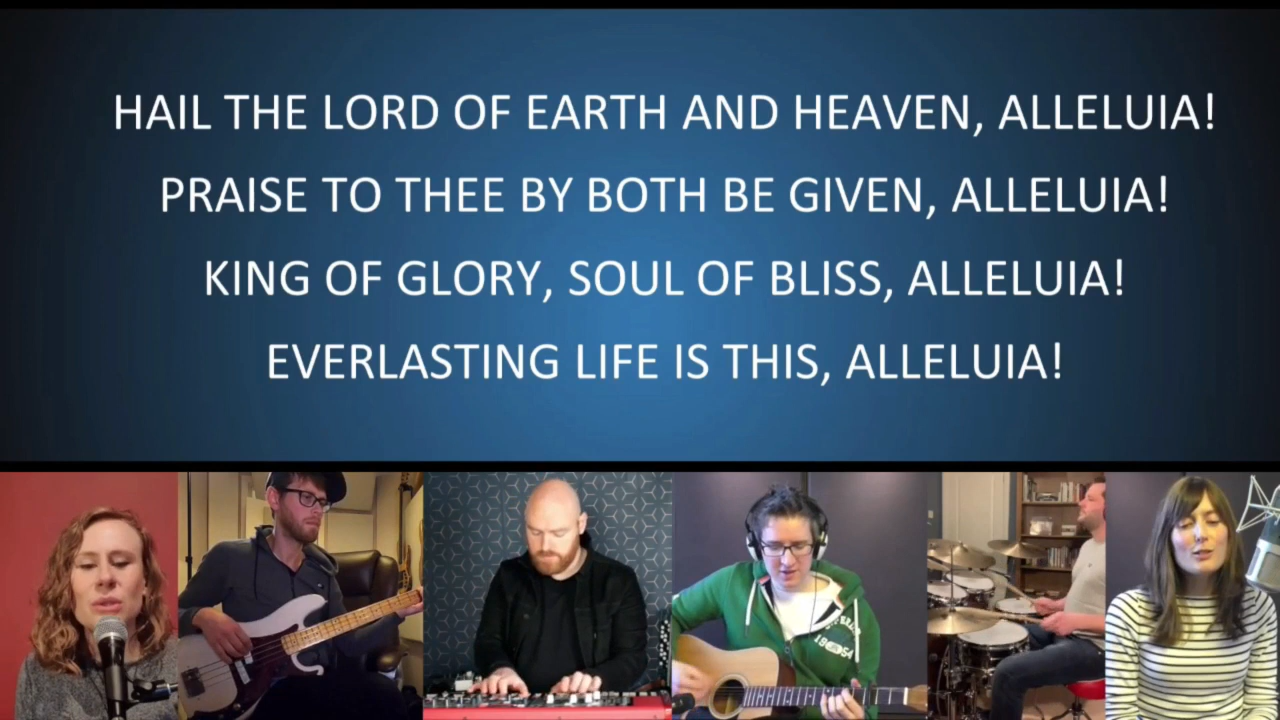 HAIL THE LORD OF EARTH AND HEAVEN, ALLELUIA!
PRAISE TO THEE BY BOTH BE GIVEN, ALLELUIA!
KING OF GLORY, SOUL OF BLISS, ALLELUIA!
EVERLASTING LIFE IS THIS, ALLELUIA!